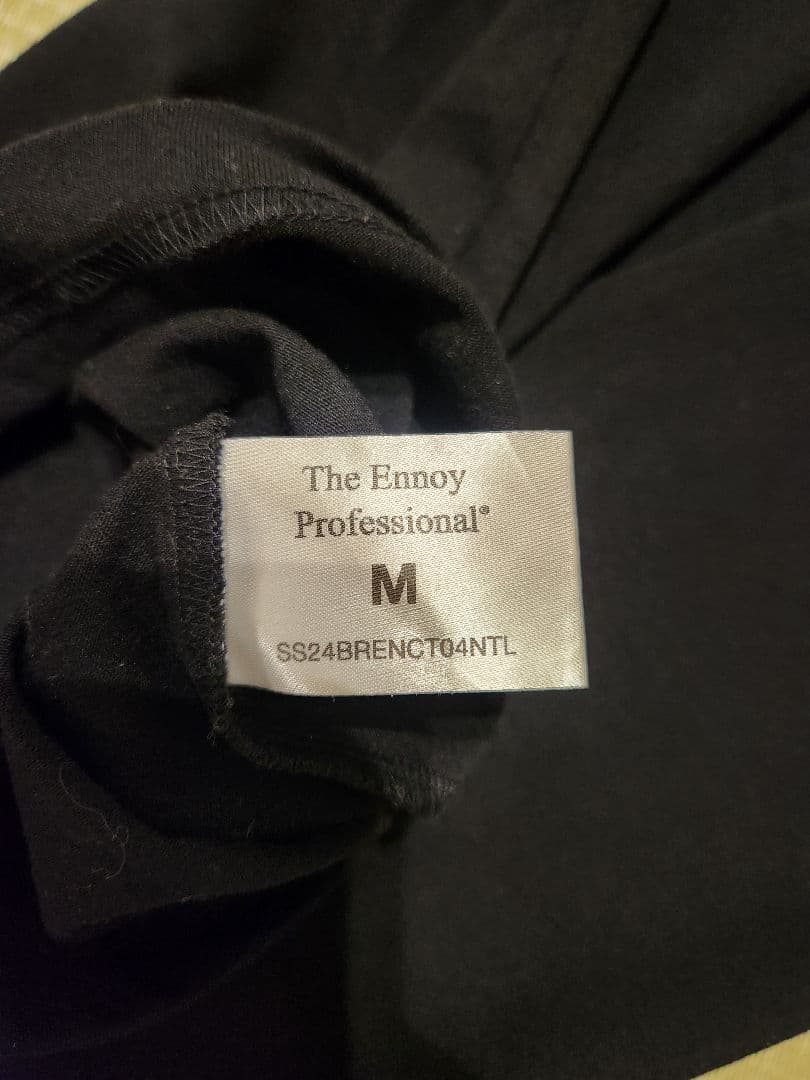 The Ennoy
Professional®
M
SS24BRENCT04NTL